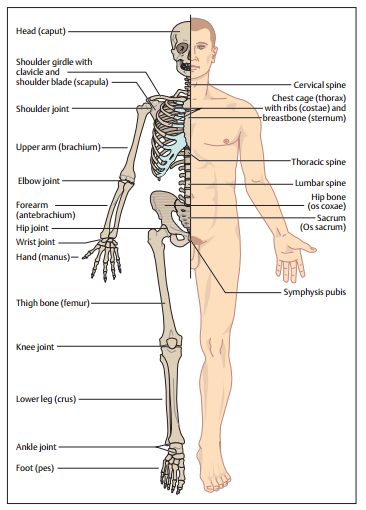 Head (caput)
Shoulder girdle with
clavicle and
shoulder blade (scapula)
Shoulder joint
Upper arm (brachium)
Elbow joint
Forearm
(antebrachium)
Hip joint
Wrist joint
Hand (manus)
Thigh bone (femur)
Knee joint
Lower leg (crus)
Ankle joint
Foot (pes)
Cervical spine
Chest cage (thorax)
with ribs (costae) and
breastbone (sternum)
Thoracic spine
Lumbar spine
Hip bone
(os coxae)
Sacrum
(Os sacrum)
Symphysis pubis